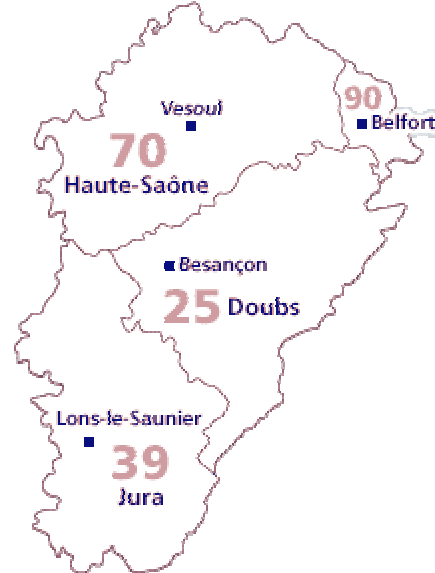 90
Vesoul
Belfort
70
Haute-Saône
Besançon
25 Doubs
Lons-le-Saunier
39
Jura